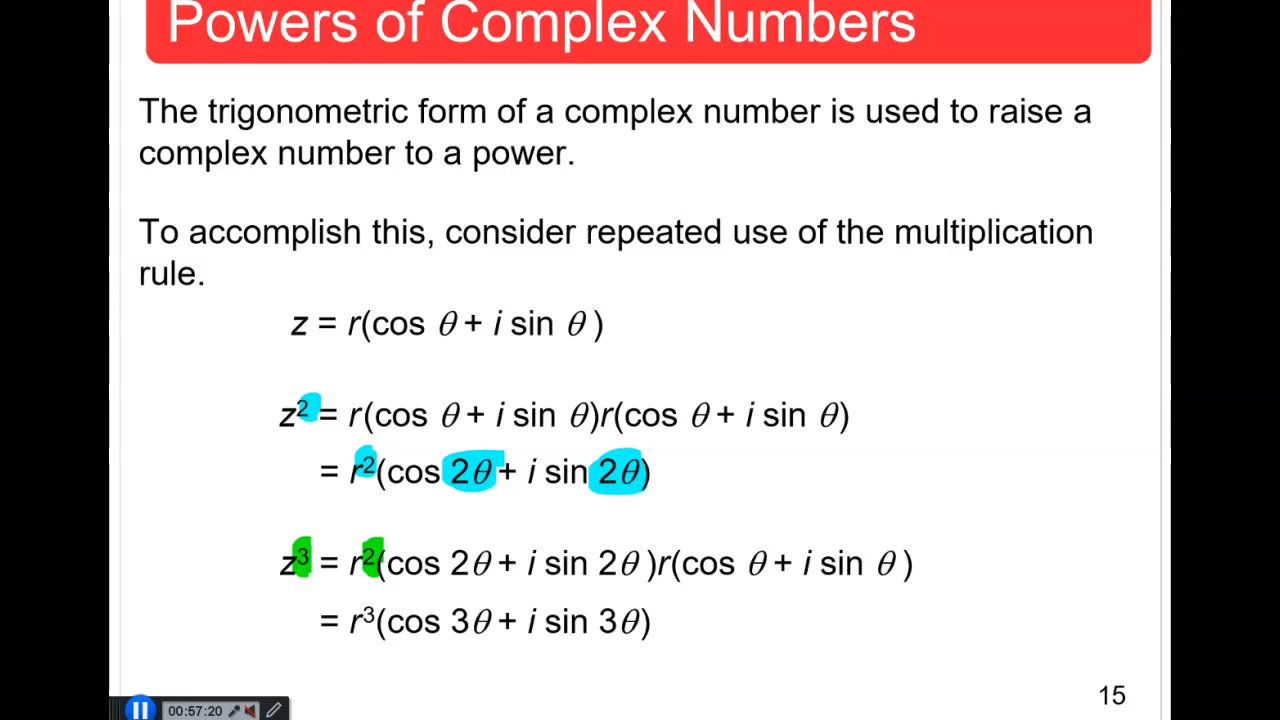 Powers of Complex Numbers
The trigonometric form of a complex number is used to raise a
complex number to a power.
To accomplish this, consider repeated use of the multiplication
rule.
z = r(cos θ + i sin θ )
z² = r(cos θ + i sin θ)r(cos θ + i sin θ)
= r²(cos 2θ + i sin 2θ)
z³ = r²(cos 2θ + i sin 2θ )r(cos θ + i sin θ )
= r³(cos 3θ + i sin 3θ)
15
00:57:20